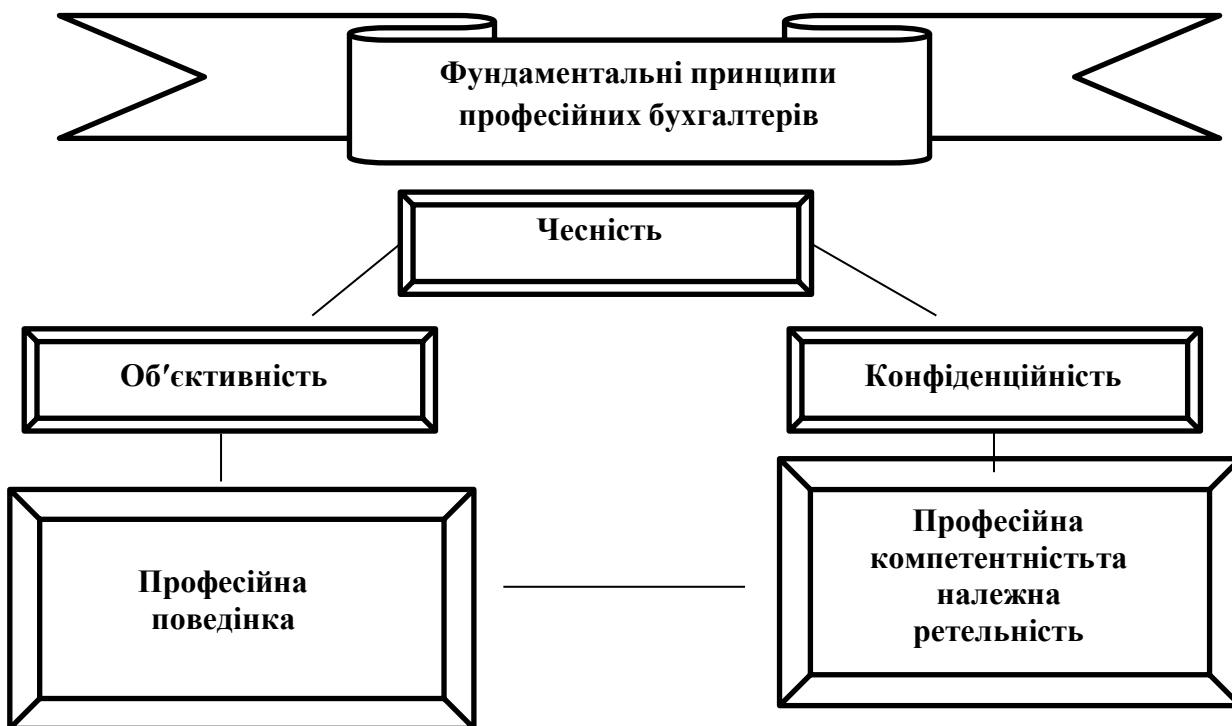 Фундаментальні принципи
професійних бухгалтерів
Чесність
Об′єктивність
Конфіденційність
Професійна
поведінка
Професійна
компетентністьта
належна
ретельність